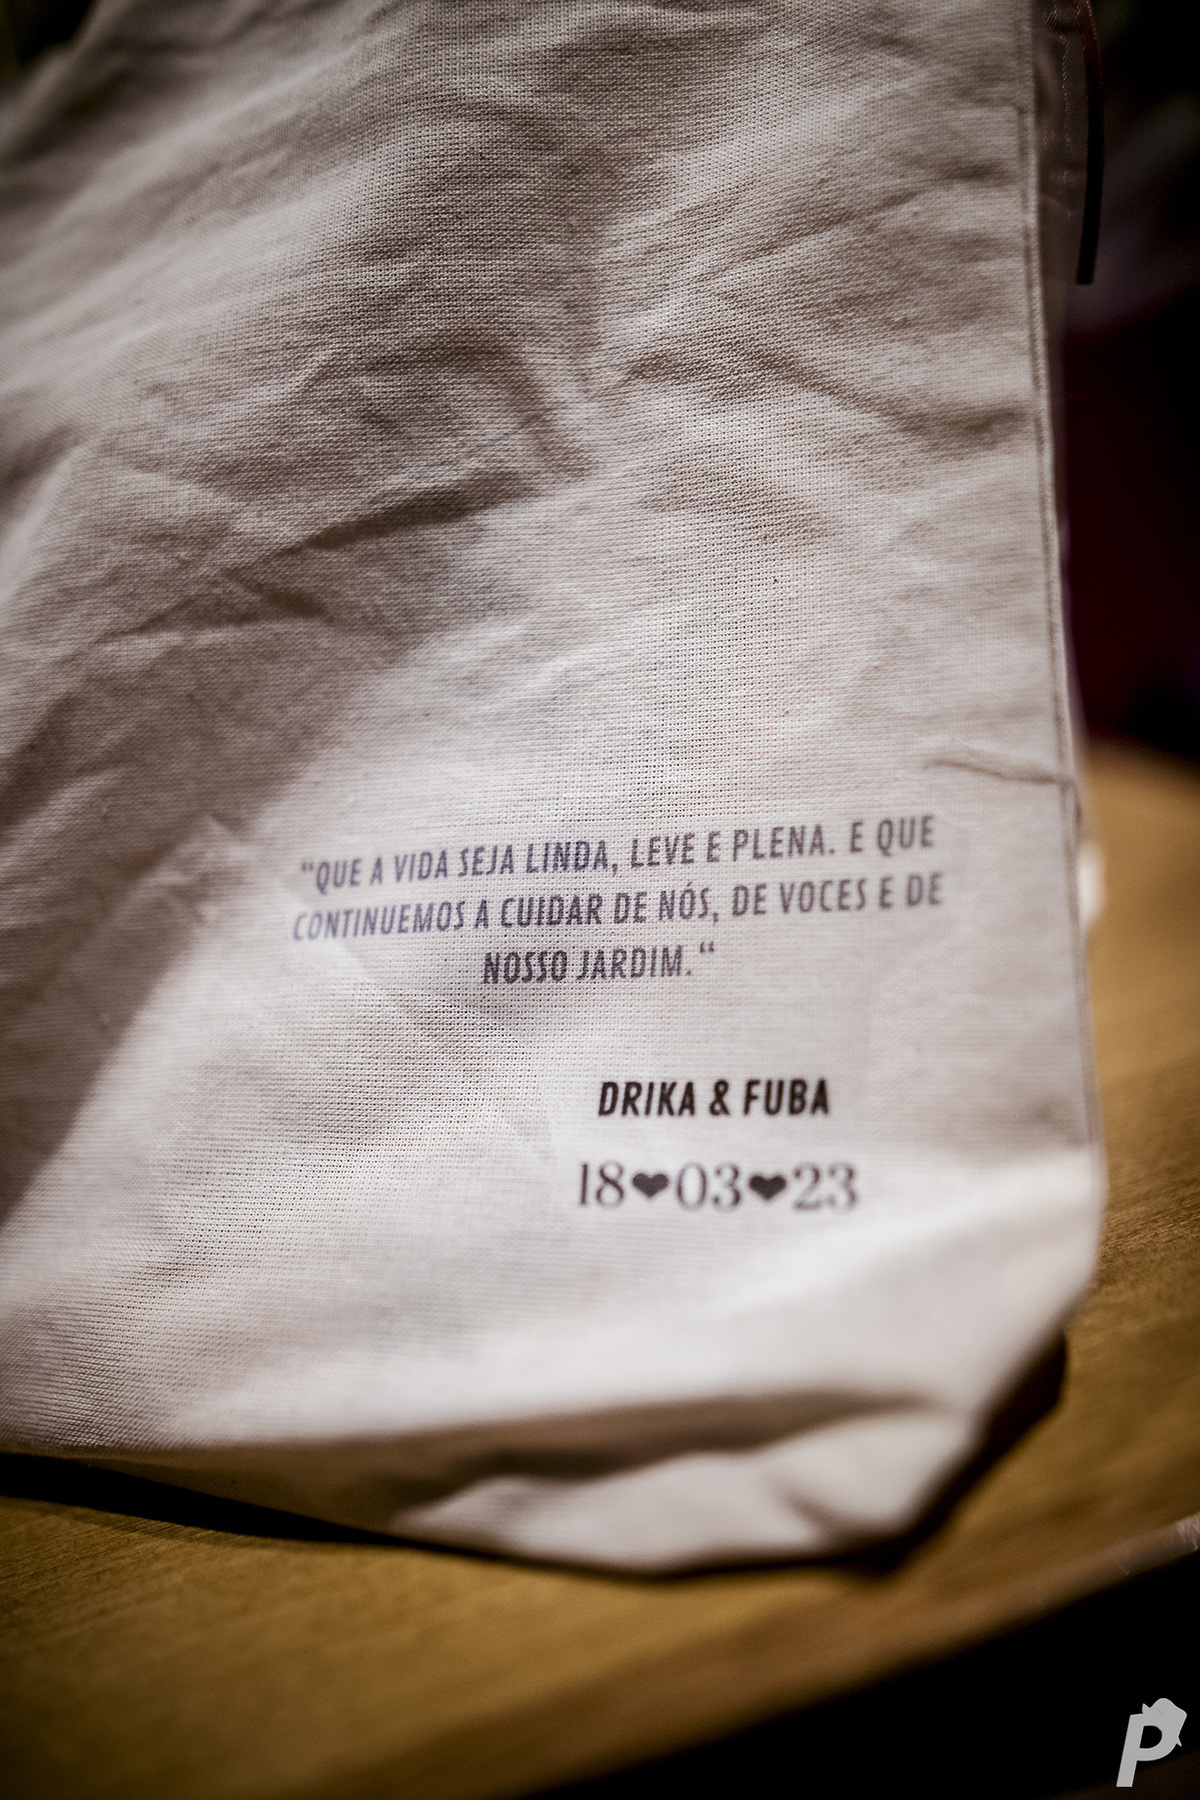 “QUE A VIDA SEJA LINDA, LEVE E PLENA. E QUE
CONTINUEMOS A CUIDAR DE NÓS, DE VOCES E DE
NOSSO JARDIM.“
DRIKA & FUBA
18❤03❤23
P